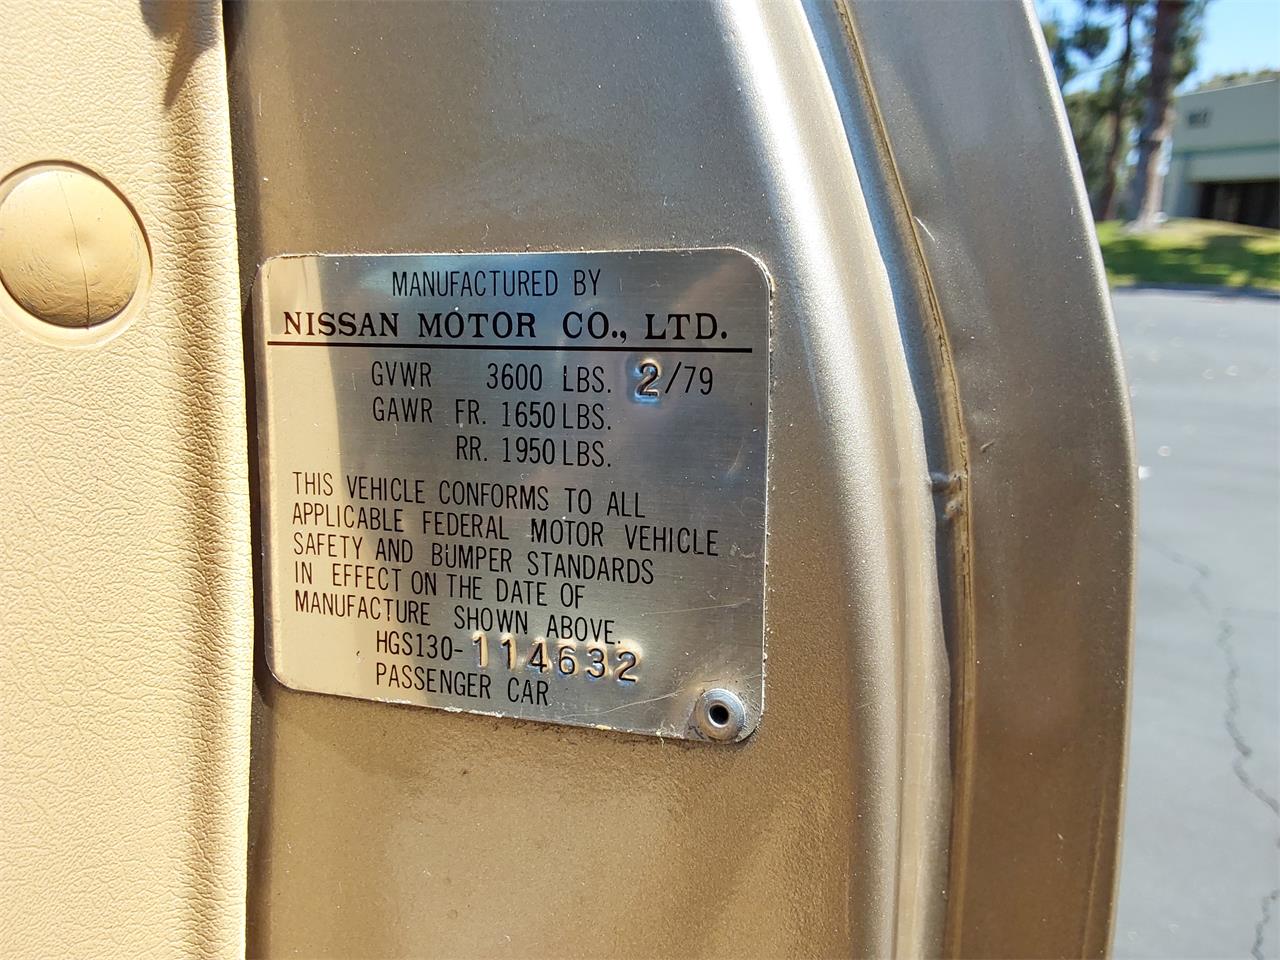 MANUFACTURED BY
NISSAN MOTOR CO., LTD.
GVWR 3600 LBS. 2/79
GAWR FR. 1650 LBS.
RR. 1950 LBS.
THIS VEHICLE CONFORMS TO ALL
APPLICABLE FEDERAL MOTOR VEHICLE
SAFETY AND BUMPER STANDARDS
IN EFFECT ON THE DATE OF
MANUFACTURE SHOWN ABOVE.
HGS130-114632
PASSENGER CAR